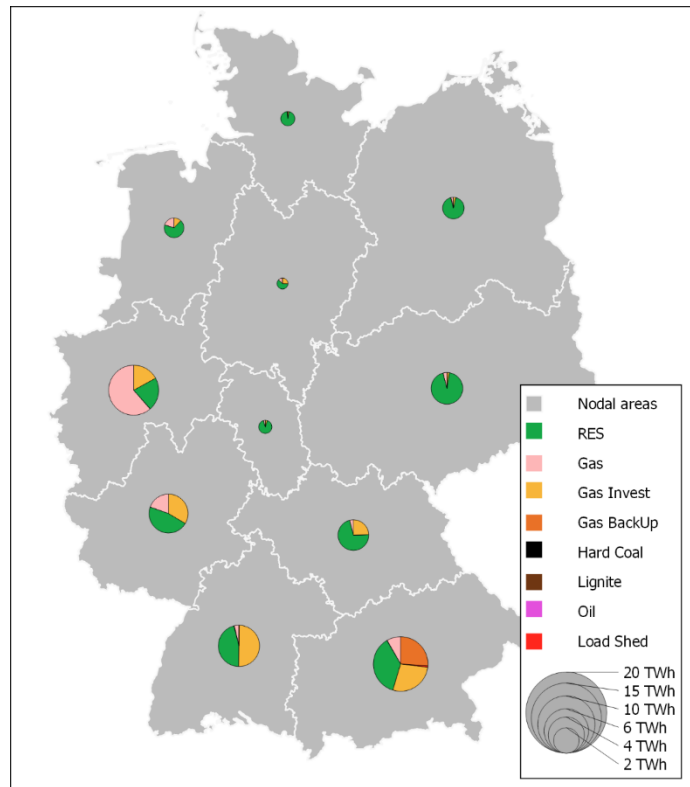 Nodal areas
RES
Gas
Gas Invest
Gas BackUp
Hard Coal
Lignite
Oil
Load Shed
20 TWh
15 TWh
10 TWh
6 TWh
4 TWh
2 TWh